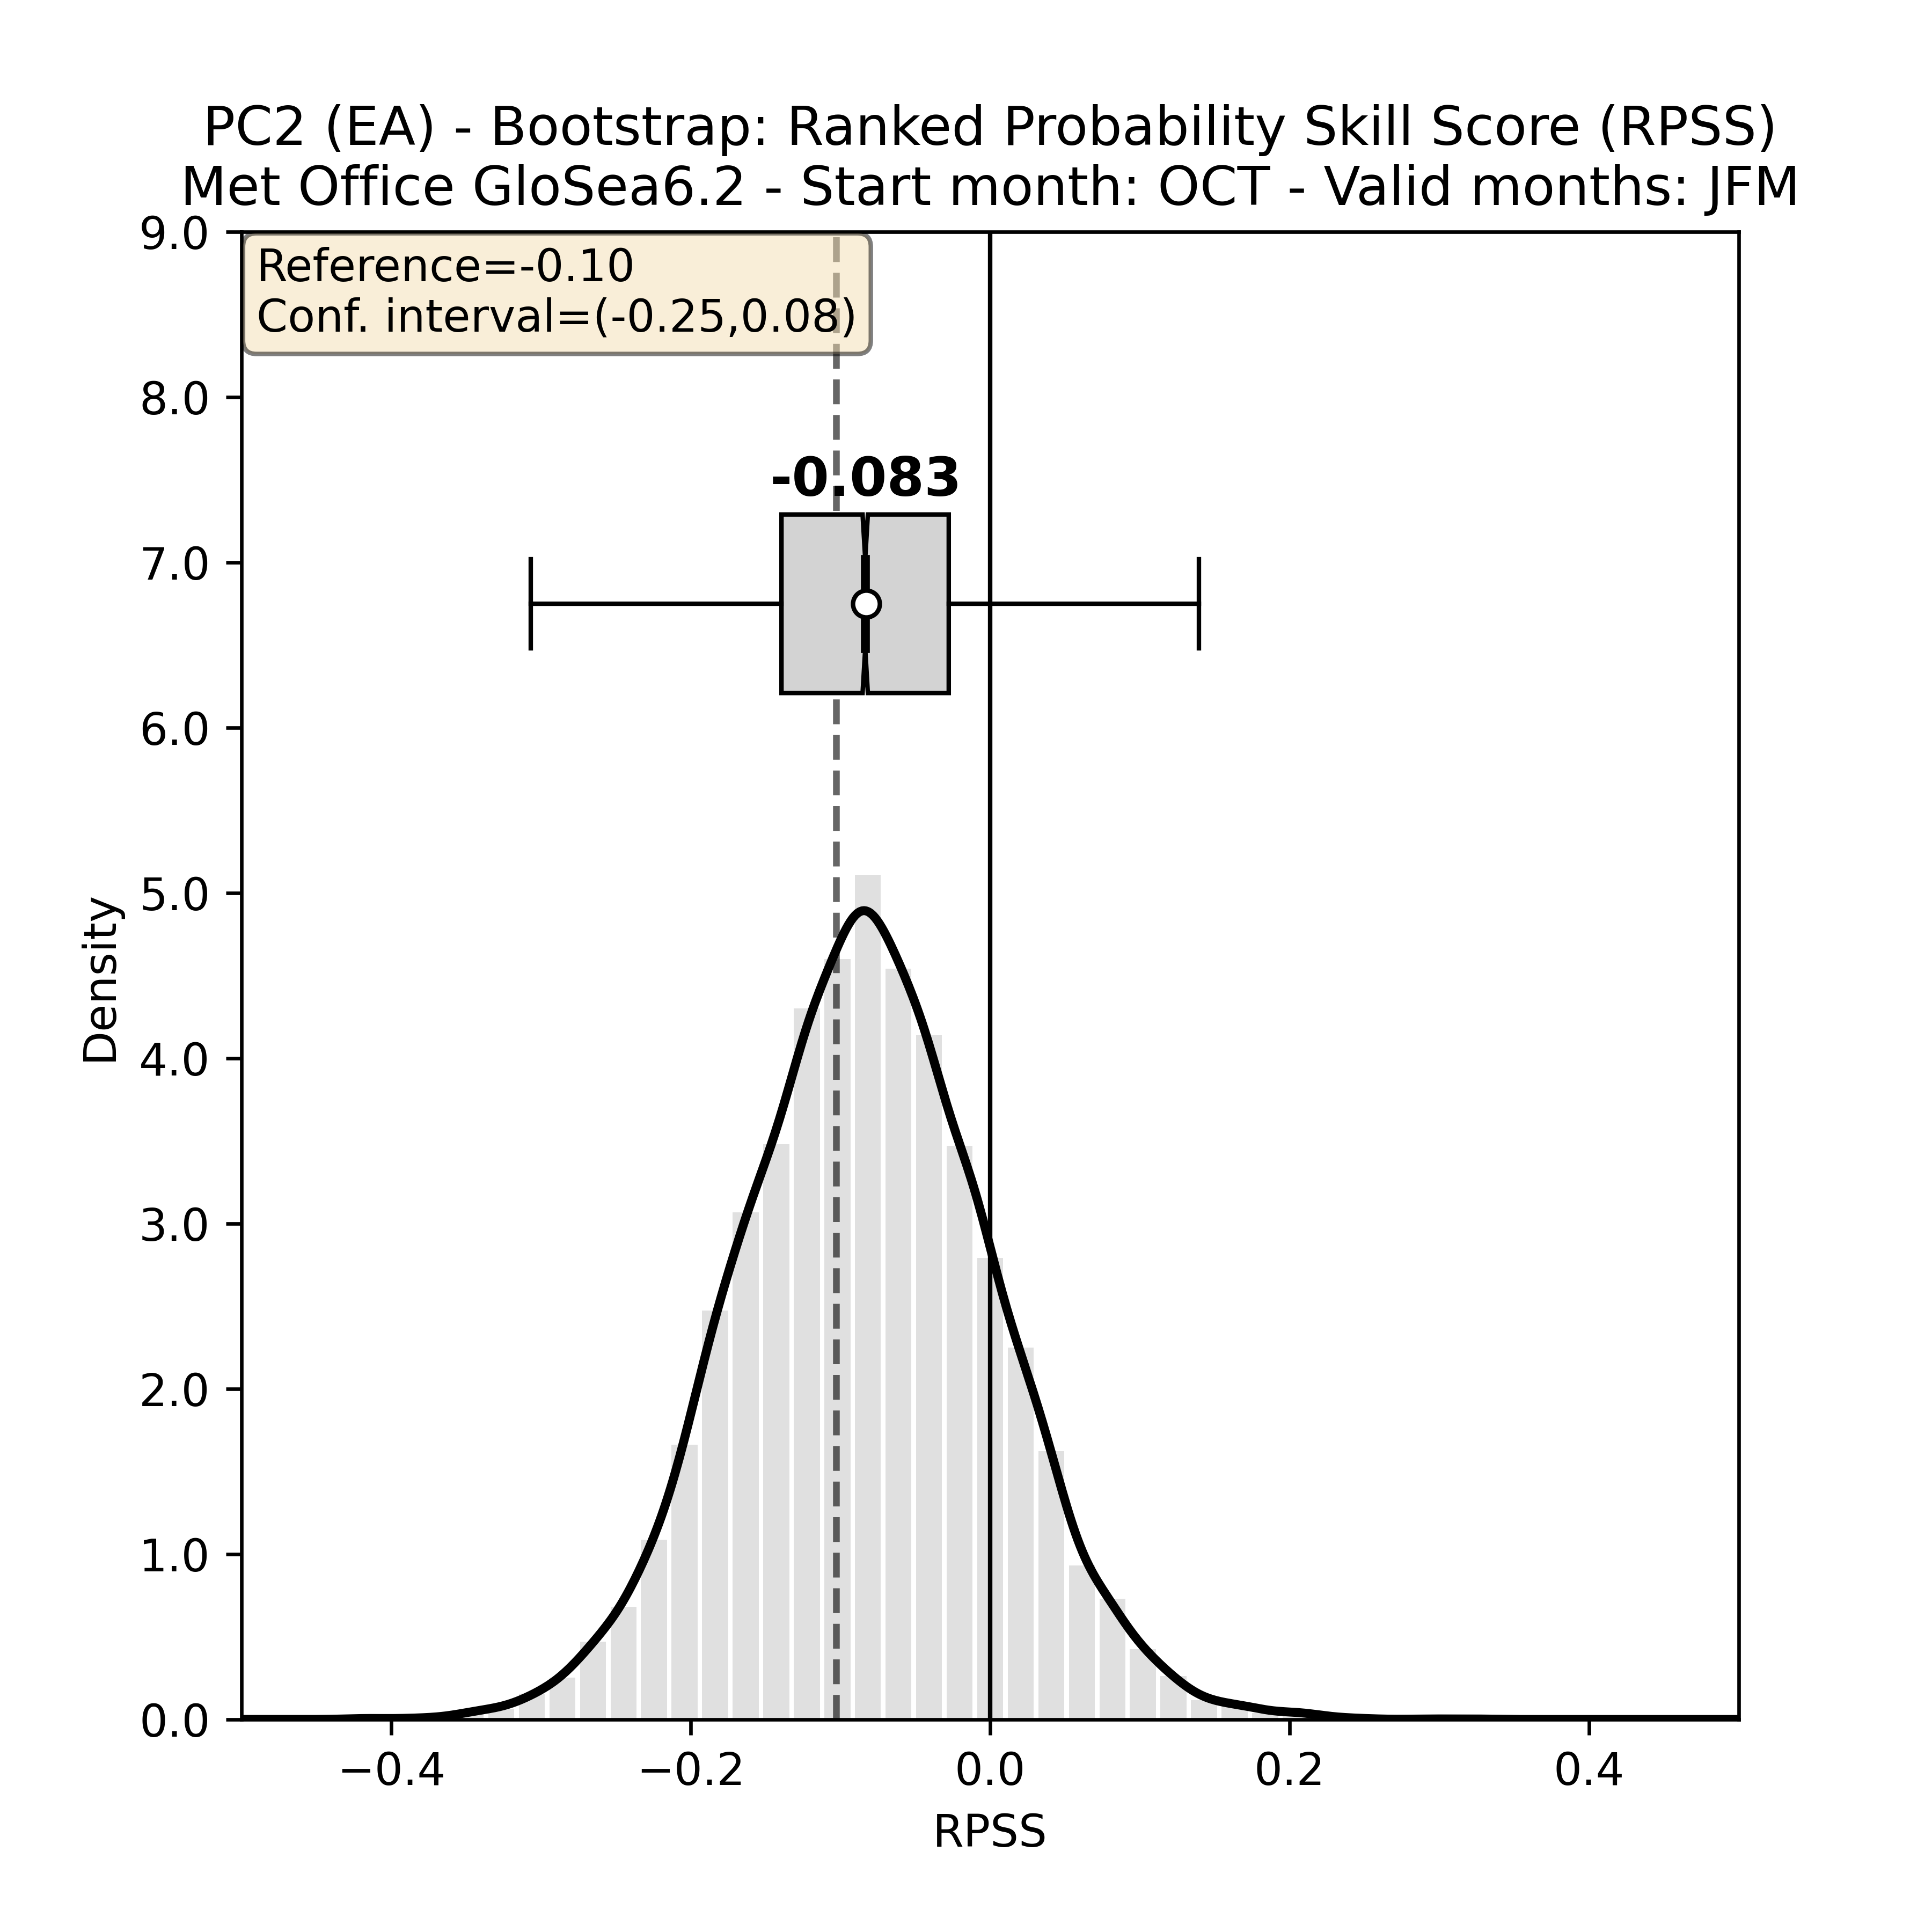 PC2 (EA) - Bootstrap: Ranked Probability Skill Score (RPSS)
Met Office GloSea6.2 - Start month: OCT - Valid months: JFM
Reference=-0.10
Conf. interval=(-0.25,0.08)
-0.083
9.0
8.0
7.0
6.0
5.0
4.0
3.0
2.0
1.0
0.0
Density
−0.4 −0.2 0.0 0.2 0.4
RPSS